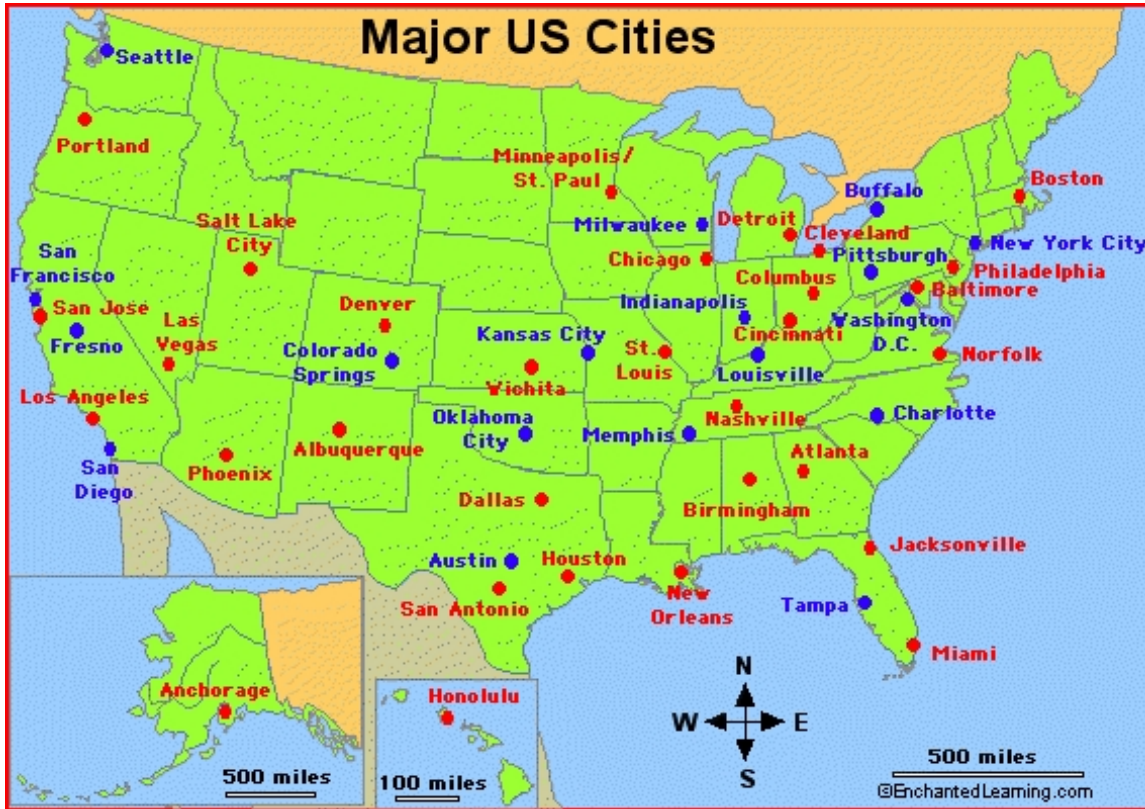 Major US Cities
Seattle
Portland
Minneapolis/
St. Paul
Boston
Buffalo
Salt Lake
City
Milwaukee
Detroit
Cleveland
New York City
San
Francisco
Chicago
Pittsburgh
Philadelphia
Columbus
Baltimore
San José
Denver
Indianapolis
Fresno
Las
Vegas
Kansas City
Cincinnati
Washington
D.C.
Colorado
Springs
St.
Louis
Norfolk
Wichita
Louisville
Los Angeles
Oklahoma
City
Nashville
Charlotte
Memphis
Albuquerque
Atlanta
San
Diego
Phoenix
Dallas
Birmingham
Jacksonville
Austin
Houston
New
Orleans
San Antonio
Tampa
Miami
Anchorage
Honolulu
N
W
E
S
500 miles
100 miles
500 miles
©EnchantedLearning.com